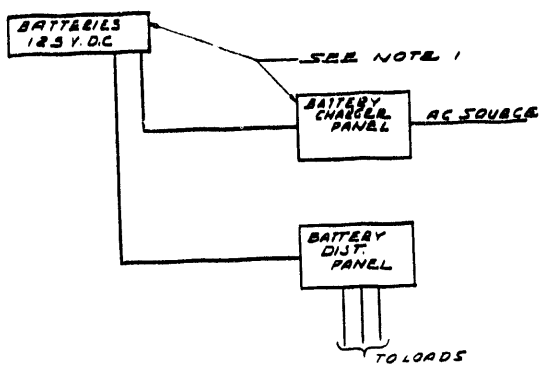 BATTERIES
125 V. D.C
SEE NOTE 1
BATTERY
CHARGER
PANEL
AC SOURCE
BATTERY
DIST.
PANEL
TO LOADS